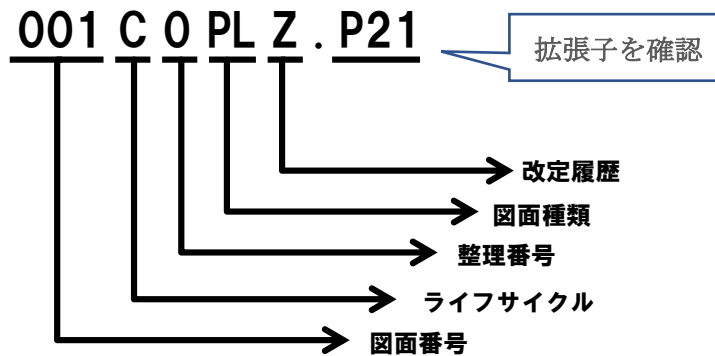 001 C 0 PL Z . P21
拡張子を確認
改定履歴
図面種類
整理番号
ライフサイクル
図面番号